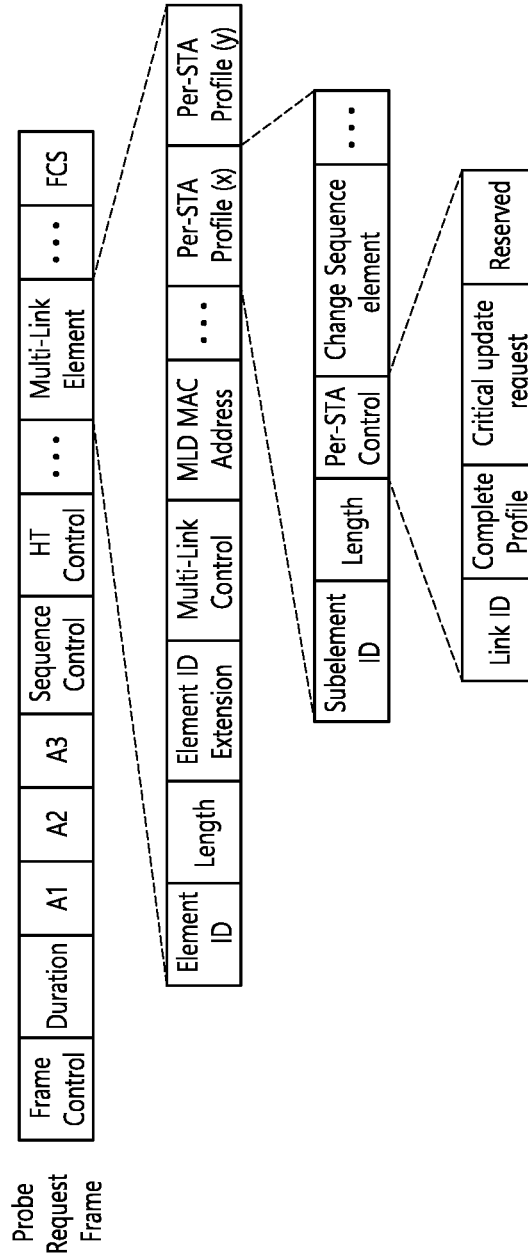 Probe
Request
Frame
Frame
Control
Duration
A1
A2
A3
Sequence
Control
HT
Control
...
Multi-Link
Element
...
FCS
Element
ID
Length
Element ID
Extension
Multi-Link
Control
MLD MAC
Address
...
Per-STA
Profile (x)
Per-STA
Profile (y)
Subelement
ID
Length
Per-STA
Control
Change Sequence
element
...
Link ID
Complete
Profile
Critical update
request
Reserved